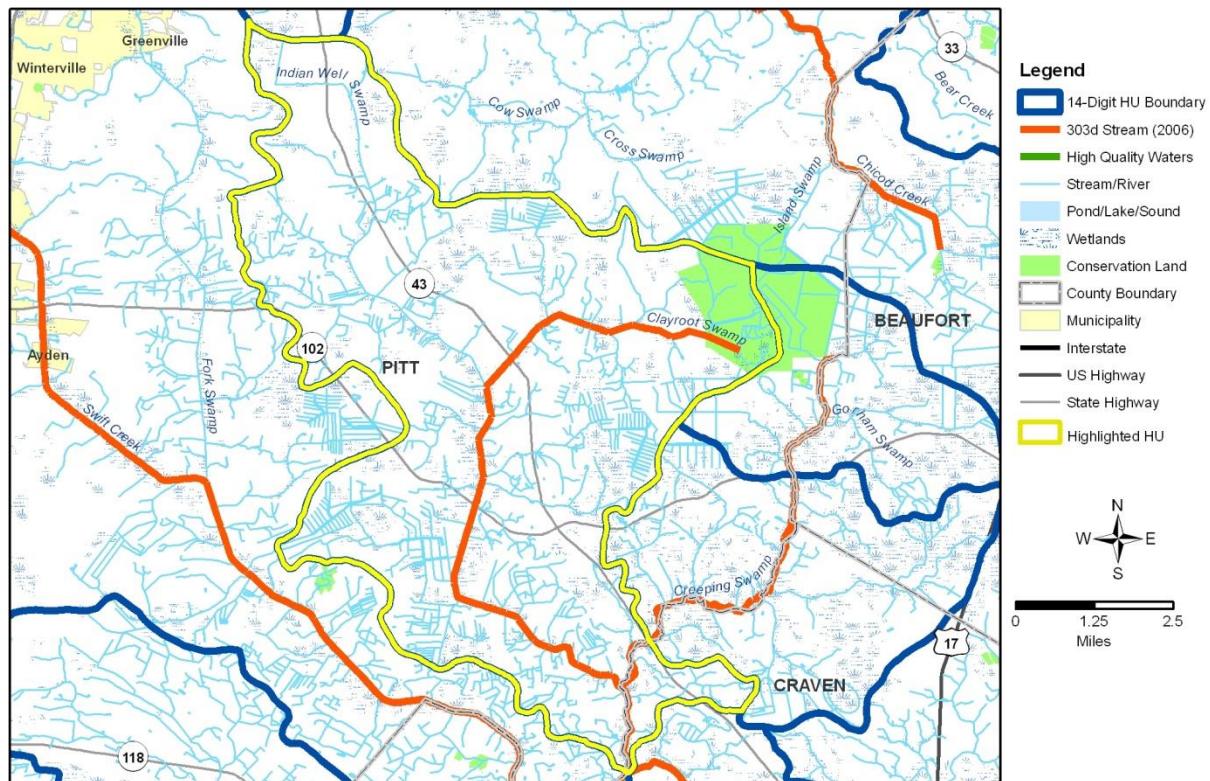 Greenville
Winterville
Indian Well Swamp
Cow Swamp
Cross Swamp
Island Swamp
33
Bear Creek
Chicod Creek
43
BEAUFORT
Clayroot Swamp
102
PITT
Ayden
Fork Swamp
Swift Creek
Gorham Swamp
Creeping Swamp
17
CRAVEN
118
Legend
14-Digit HU Boundary
303d Stream (2006)
High Quality Waters
Stream/River
Pond/Lake/Sound
Wetlands
Conservation Land
County Boundary
Municipality
Interstate
US Highway
State Highway
Highlighted HU
N
W E
S
0 1.25 2.5
Miles